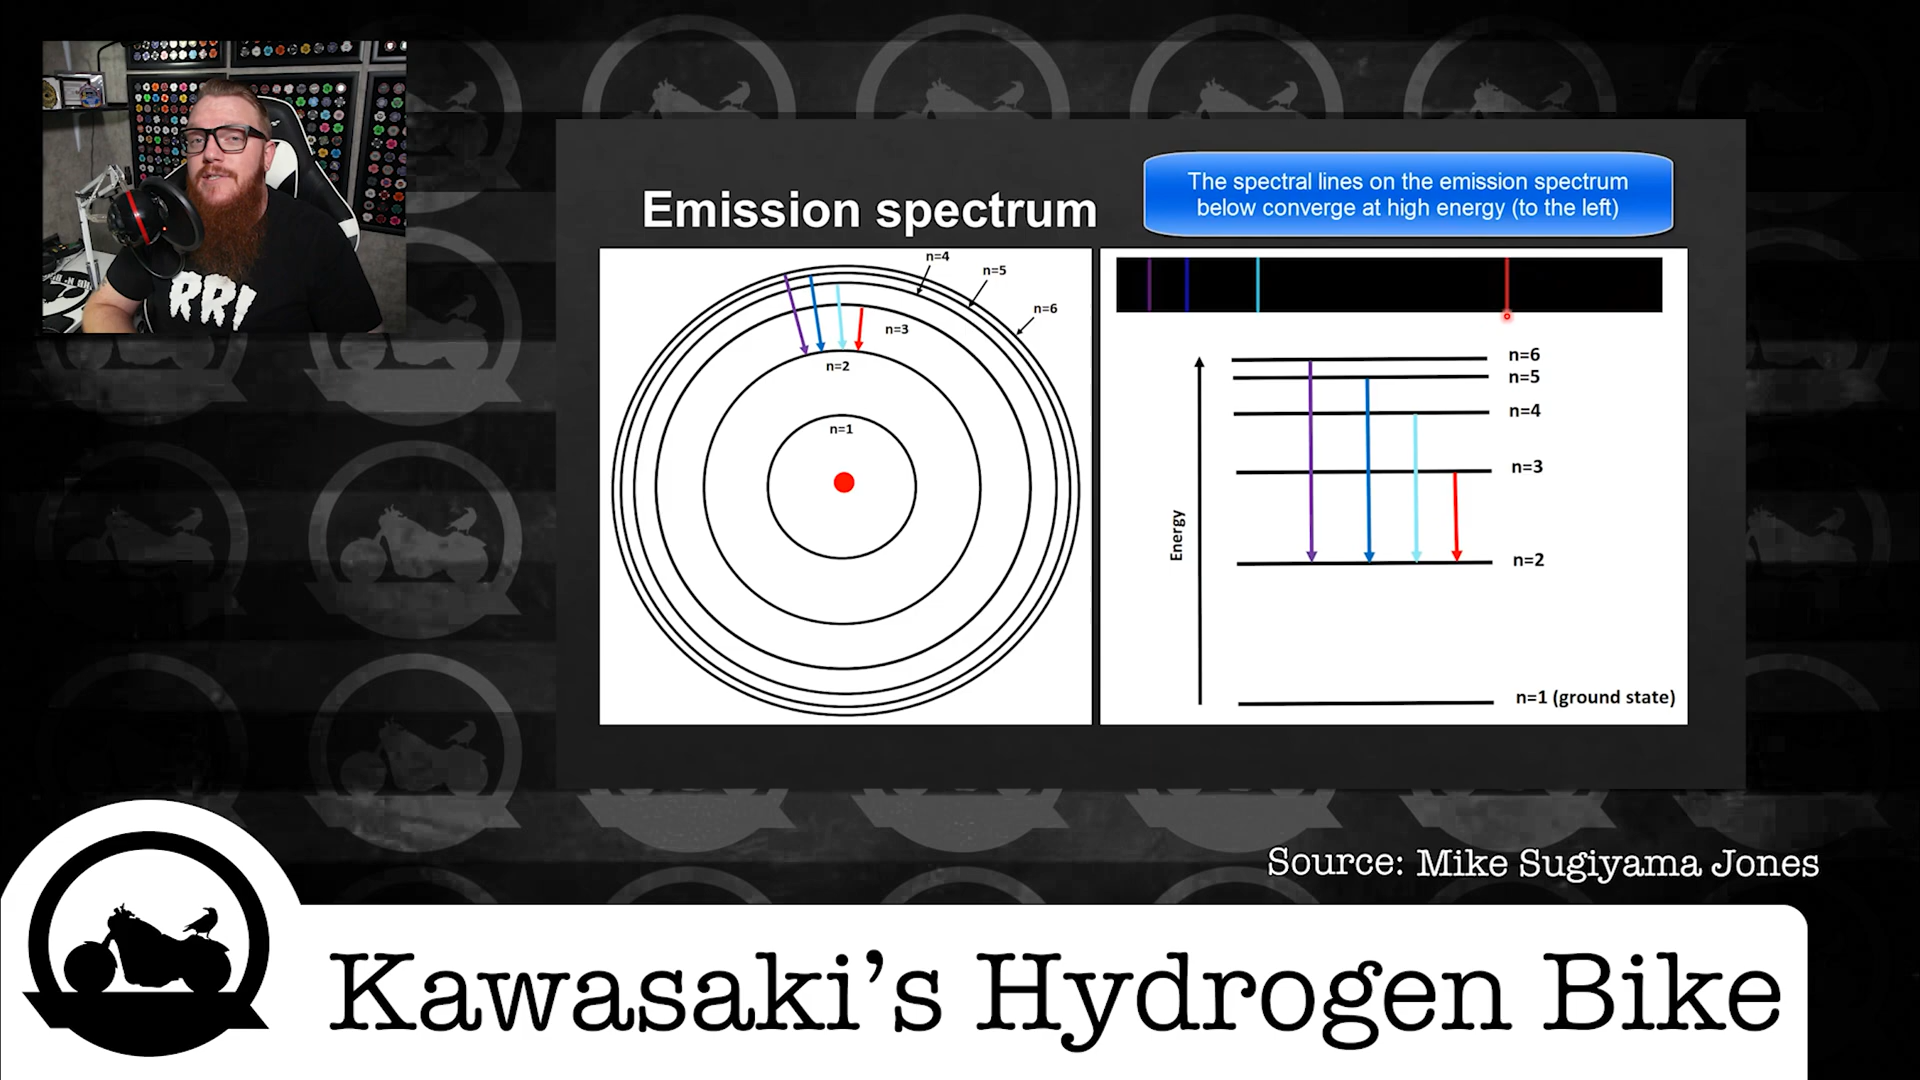 RRI
Emission spectrum
The spectral lines on the emission spectrum
below converge at high energy (to the left)
n=4
n=5
n=6
n=3
n=2
n=1
n=6
n=5
n=4
n=3
n=2
n=1 (ground state)
Energy
Source: Mike Sugiyama Jones
Kawasaki's Hydrogen Bike